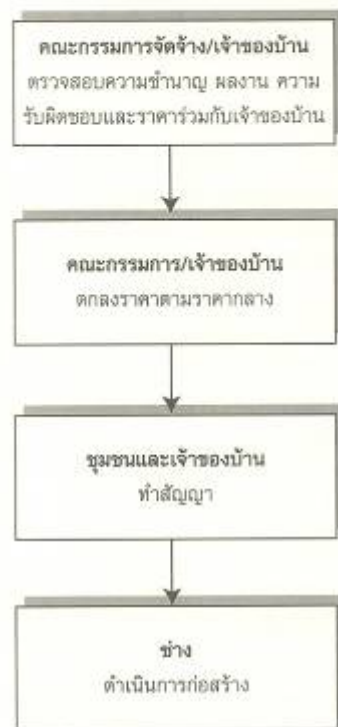 คณะกรรมการจัดจ้าง/เจ้าของบ้าน
ตรวจสอบความชำนาญ ผลงาน ความ
รับผิดชอบและราคาร่วมกับเจ้าของบ้าน
คณะกรรมการ/เจ้าของบ้าน
ตกลงราคาตามราคากลาง
ชุมชนและเจ้าของบ้าน
ทำสัญญา
ช่าง
ดำเนินการก่อสร้าง